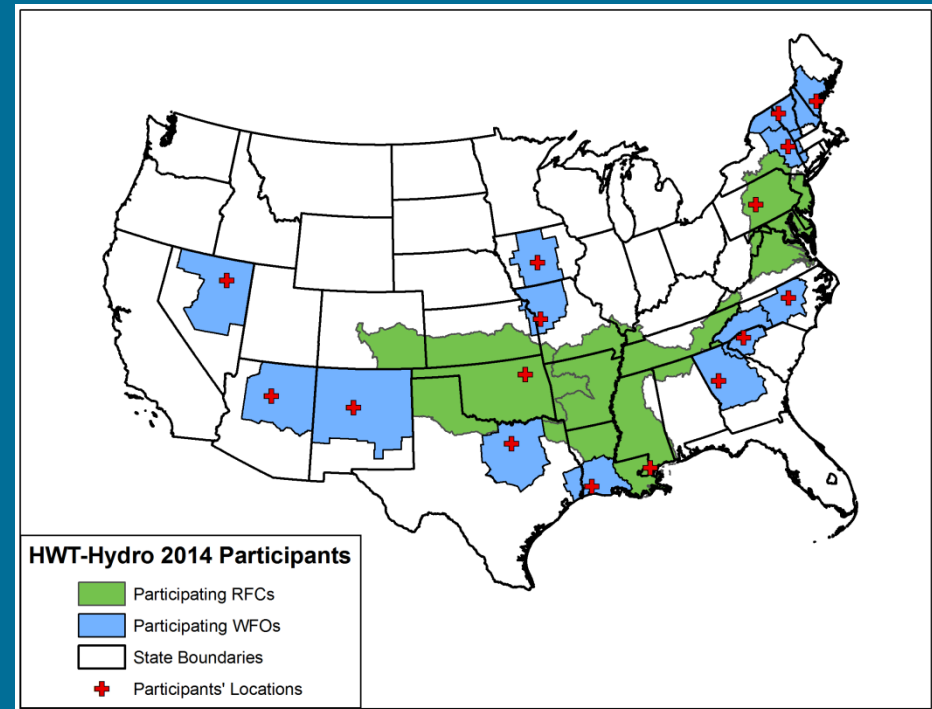 HWT-Hydro 2014 Participants
Participating RFCs
Participating WFOs
State Boundaries
Participants' Locations